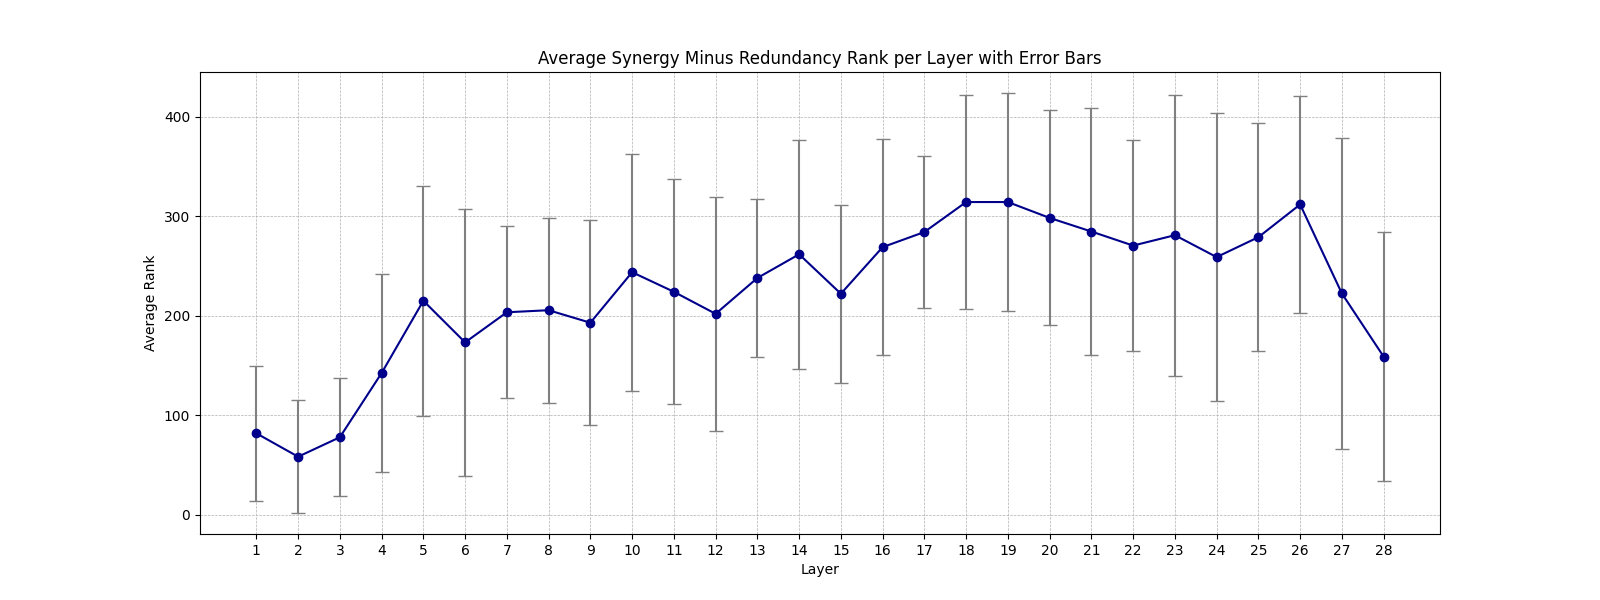 Average Synergy Minus Redundancy Rank per Layer with Error Bars
Average Rank
400
300
200
100
0
1 2 3 4 5 6 7 8 9 10 11 12 13 14 15 16 17 18 19 20 21 22 23 24 25 26 27 28
Layer